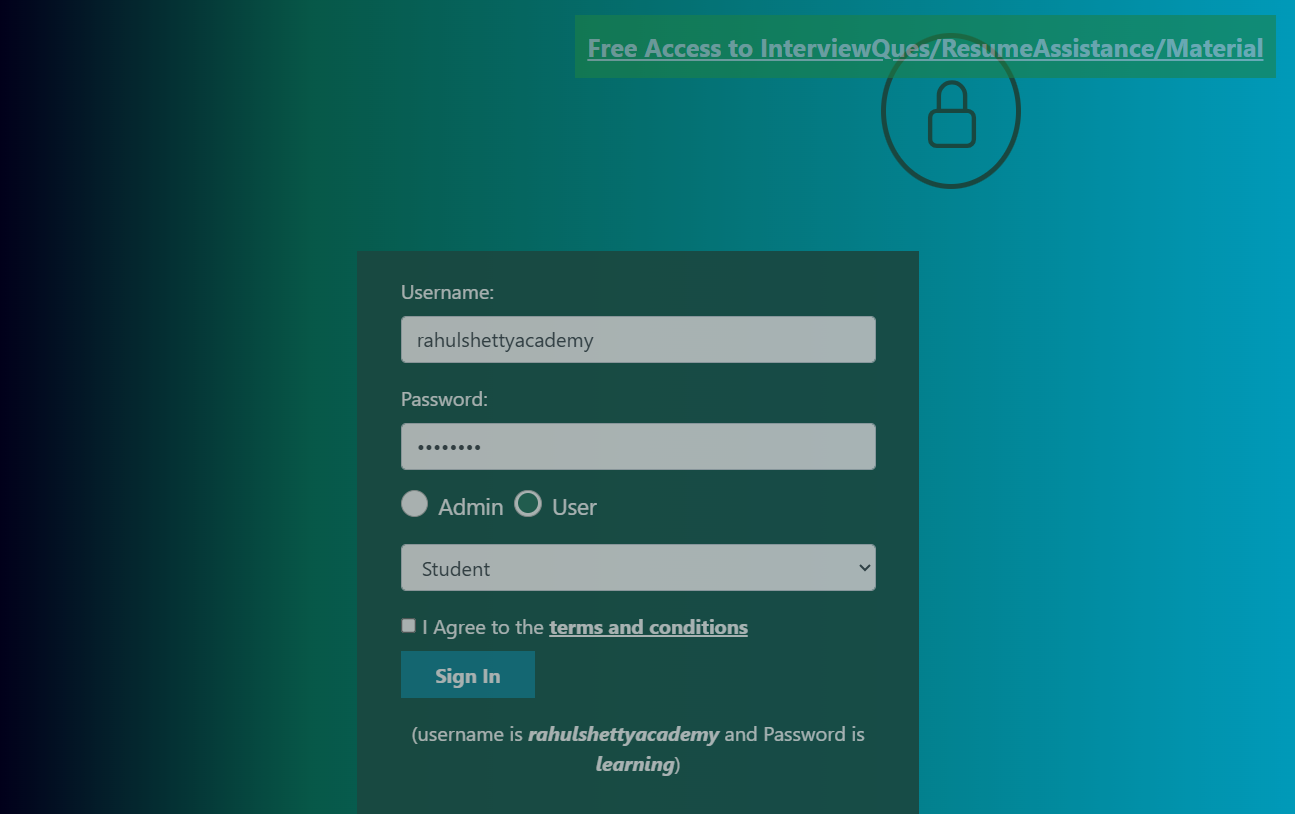 Free Access to InterviewQues/ResumeAssistance/Material
Username:
rahulshettyacademy
Password:
••••••••
Admin User
Student
I Agree to the terms and conditions
Sign In
(username is rahulshettyacademy and Password is
learning)